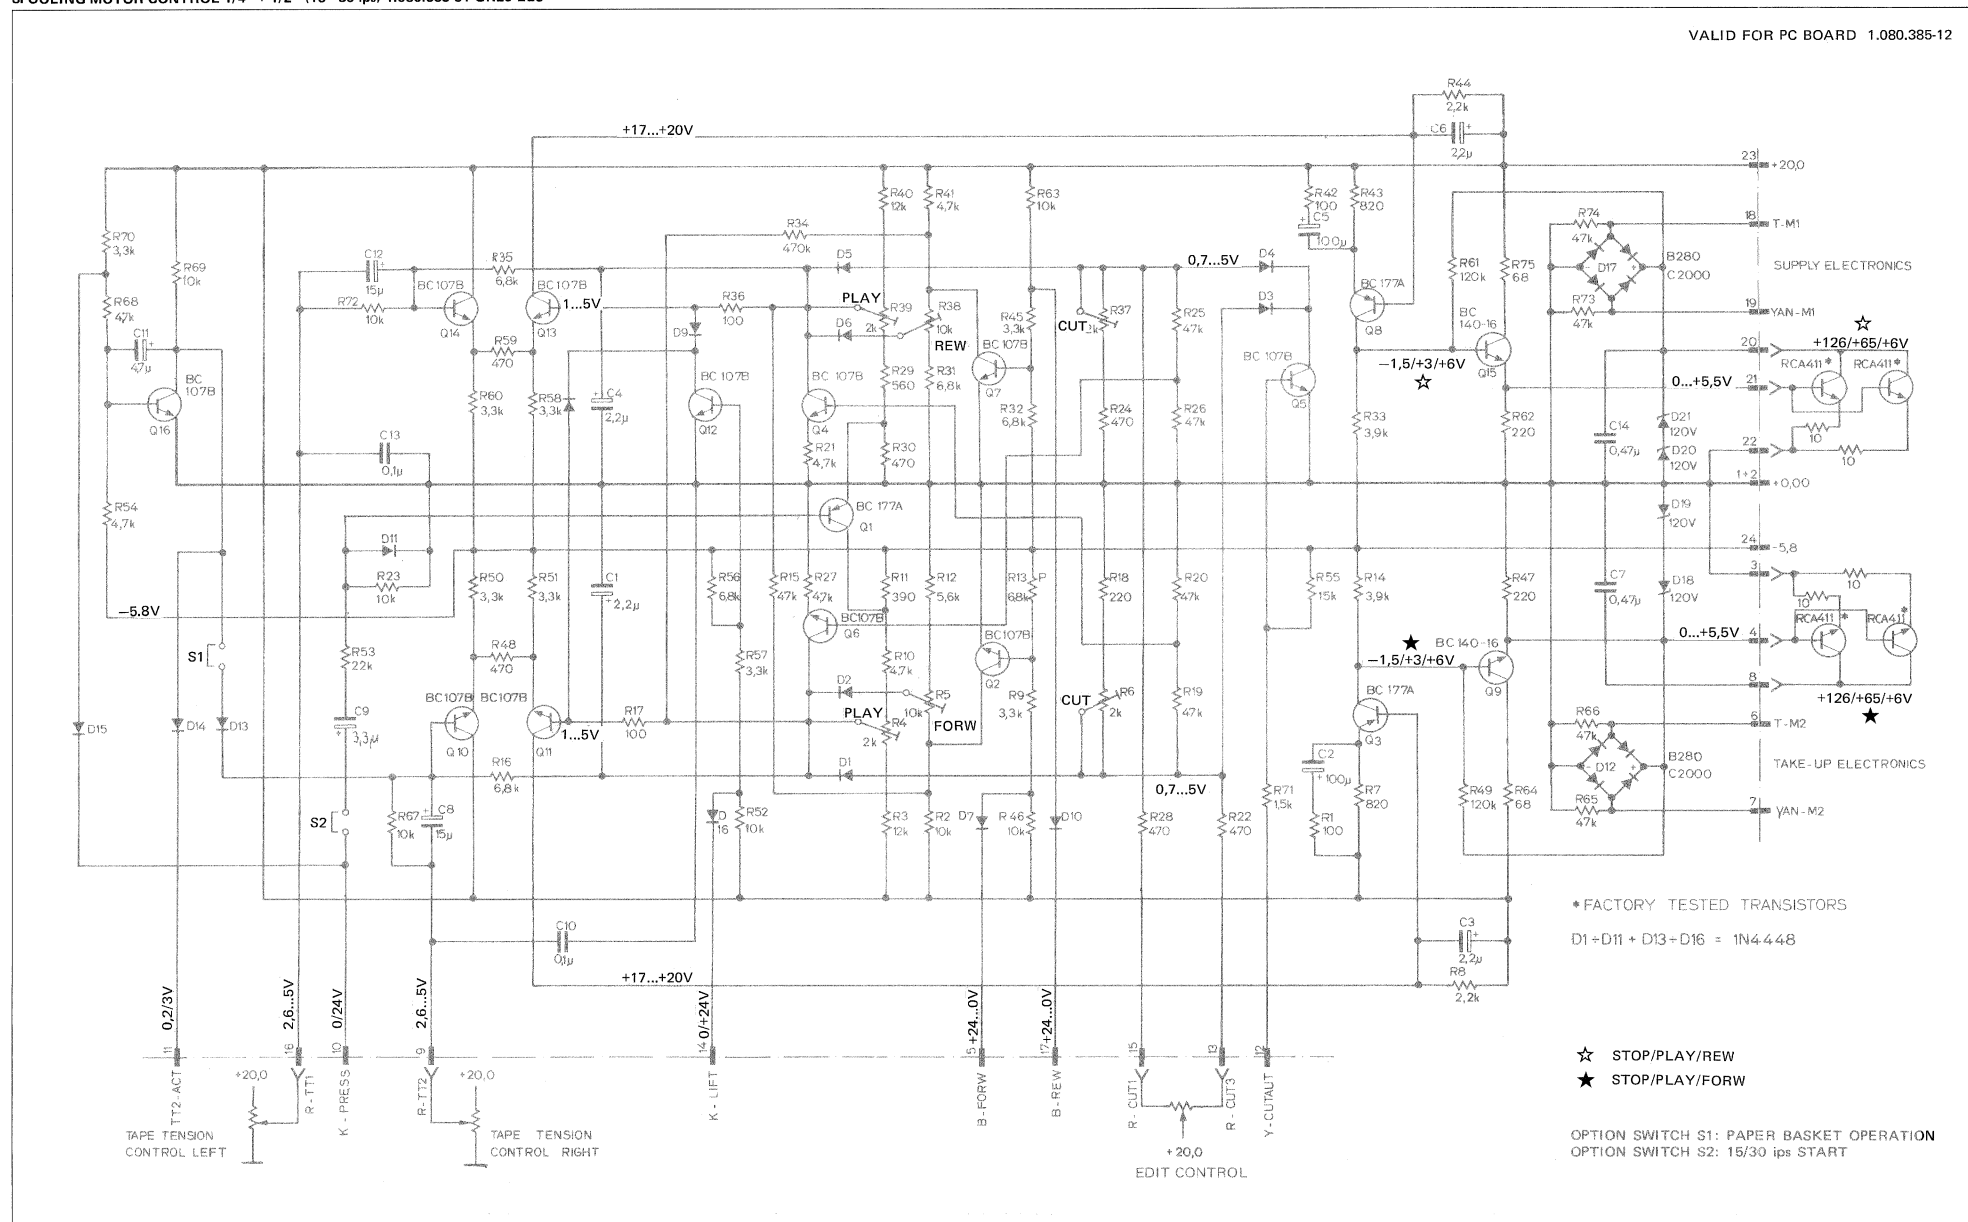 VALID FOR PC BOARD 1.080.385-12
R44
2,2k
+17...+20V
C6
2,2µ
23
+20,0
R40
12k
R41
4,7k
R63
10k
R42
100
R43
820
C5
100µ
R70
3,3k
R69
10k
R34
470k
R74
47k
18
T-M1
C12
15µ
R35
6,8k
D5
0,7...5V
D4
R61
120k
R75
68
D17
B280
C2000
SUPPLY ELECTRONICS
R68
47k
R72
10k
BC107B
Q14
BC107B
1...5V
Q13
R36
100
PLAY
R39
2k
R38
10k
R37
2k
CUT
D3
BC177A
Q8
R73
47k
19
YAN-M1
C11
47µ
D9
D6
REW
R45
3,3k
R25
47k
BC
140-16
Q15
20
+126/+65/+6V
R59
470
BC107B
Q7
BC107B
Q5
-1,5/+3/+6V
RCA411*
RCA411*
BC
107B
Q16
R60
3,3k
R58
3,3k
C4
2,2µ
BC 107B
Q12
BC 107B
Q4
R29
560
R31
6,8k
21
0...+5,5V
R32
6,8k
R24
470
R26
47k
R33
3,9k
R62
220
C14
0,47µ
D21
120V
10
C13
0,1µ
R21
4,7k
R30
470
D20
120V
22
10
1+2
+0,00
R54
4,7k
BC177A
Q1
D19
120V
D11
24
-5,8
R23
10k
R50
3,3k
R51
3,3k
C1
2,2µ
R56
6,8k
R15
47k
R27
47k
R11
390
R12
5,6k
R13
P
68k
R18
220
R20
47k
R55
15k
R14
3,9k
R47
220
C7
0,47µ
D18
120V
3
10
10
-5.8V
BC107B
Q6
RCA411*
RCA411*
S1
R53
22k
R48
470
R57
3,3k
R10
4,7k
BC107B
Q2
BC140-16
Q9
0...+5,5V
4
-1,5/+3/+6V
BC107B
Q10
BC107B
Q11
1...5V
D2
R5
10k
FORW
R9
3,3k
CUT
R6
2k
R19
47k
BC177A
Q3
8
+126/+65/+6V
D15
D14
D13
C9
3,3µ
R17
100
PLAY
R4
2k
R66
47k
6
T-M2
R16
6,8k
D1
0,7...5V
C2
100µ
D12
B280
C2000
TAKE-UP ELECTRONICS
S2
R67
10k
C8
15µ
D
16
R52
10k
R3
12k
R2
10k
D7
R46
10k
D10
R28
470
R22
470
R71
1,5k
R7
820
R1
100
R49
120k
R64
68
R65
47k
7
YAN-M2
*FACTORY TESTED TRANSISTORS
D1÷D11 + D13÷D16 = 1N4448
C10
0,1µ
C3
2,2µ
R8
2,2k
+17...+20V
0,2/3V
2,6...5V
0/24V
2,6...5V
0/+24V
+24...0V
+24...0V
11
16
10
9
14
5
17
15
13
12
TT2-ACT
R-TT1
K-PRESS
R-TT2
K-LIFT
B-FORW
B-REW
R-CUT1
R-CUT3
Y-CUTAUT
+20,0
+20,0
TAPE TENSION
CONTROL LEFT
TAPE TENSION
CONTROL RIGHT
+20,0
EDIT CONTROL
☆ STOP/PLAY/REW
★ STOP/PLAY/FORW
OPTION SWITCH S1: PAPER BASKET OPERATION
OPTION SWITCH S2: 15/30 ips START